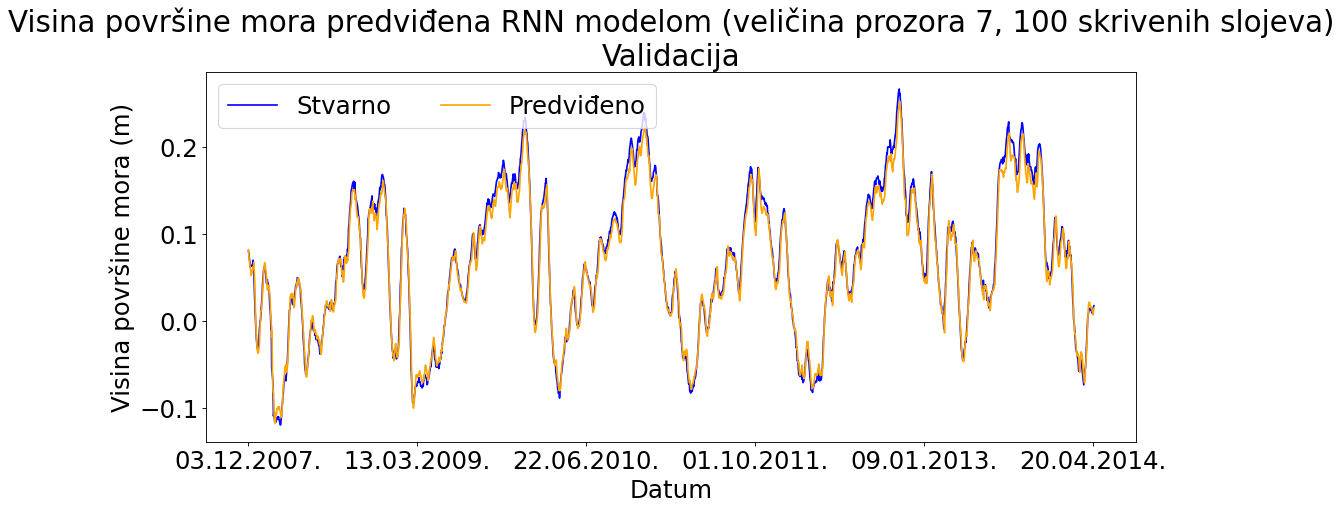 Visina površine mora predviđena RNN modelom (veličina prozora 7, 100 skrivenih slojeva)
Validacija
Stvarno Predviđeno
Visina površine mora (m)
0.2
0.1
0.0
−0.1
03.12.2007. 13.03.2009. 22.06.2010. 01.10.2011. 09.01.2013. 20.04.2014.
Datum